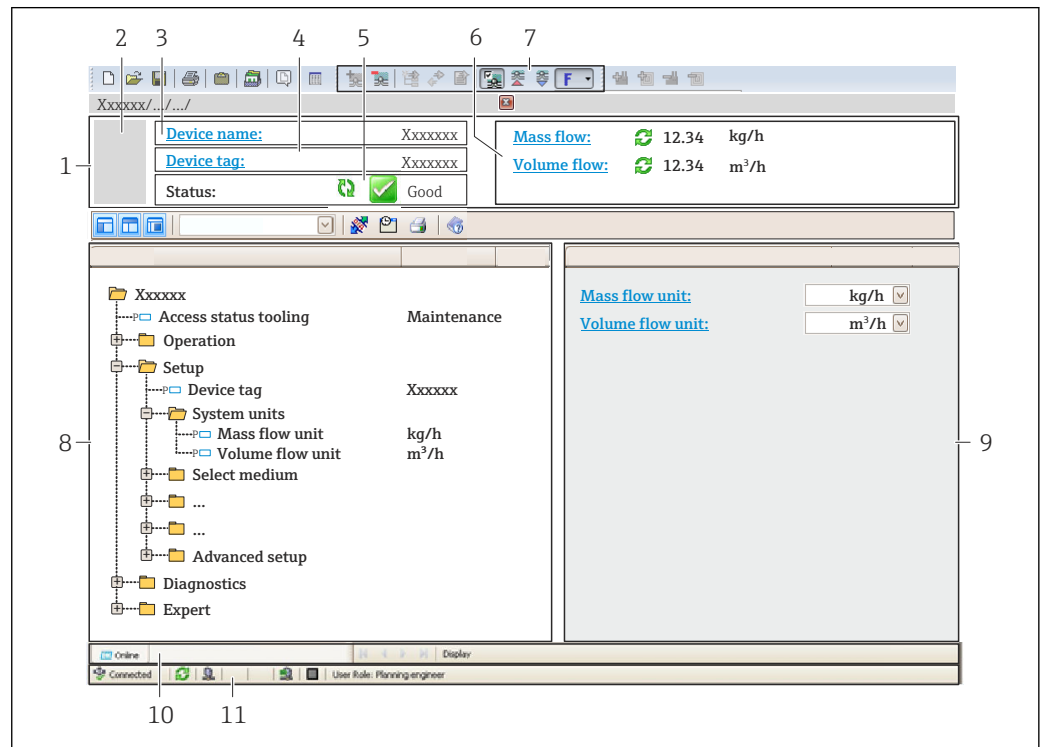 2 3 4 5 6 7
F
Xxxxxx/.../.../
1
Device name: Xxxxxxx
Device tag: Xxxxxxx
Status: Good
Mass flow: 12.34 kg/h
Volume flow: 12.34 m³/h
Xxxxxx
P Access status tooling Maintenance
Operation
Setup
P Device tag Xxxxxx
System units
P Mass flow unit kg/h
P Volume flow unit m³/h
Select medium
...
...
Advanced setup
Diagnostics
Expert
8
Mass flow unit: kg/h
Volume flow unit: m³/h
9
Online Display
Connected User Role: Planning engineer
10 11